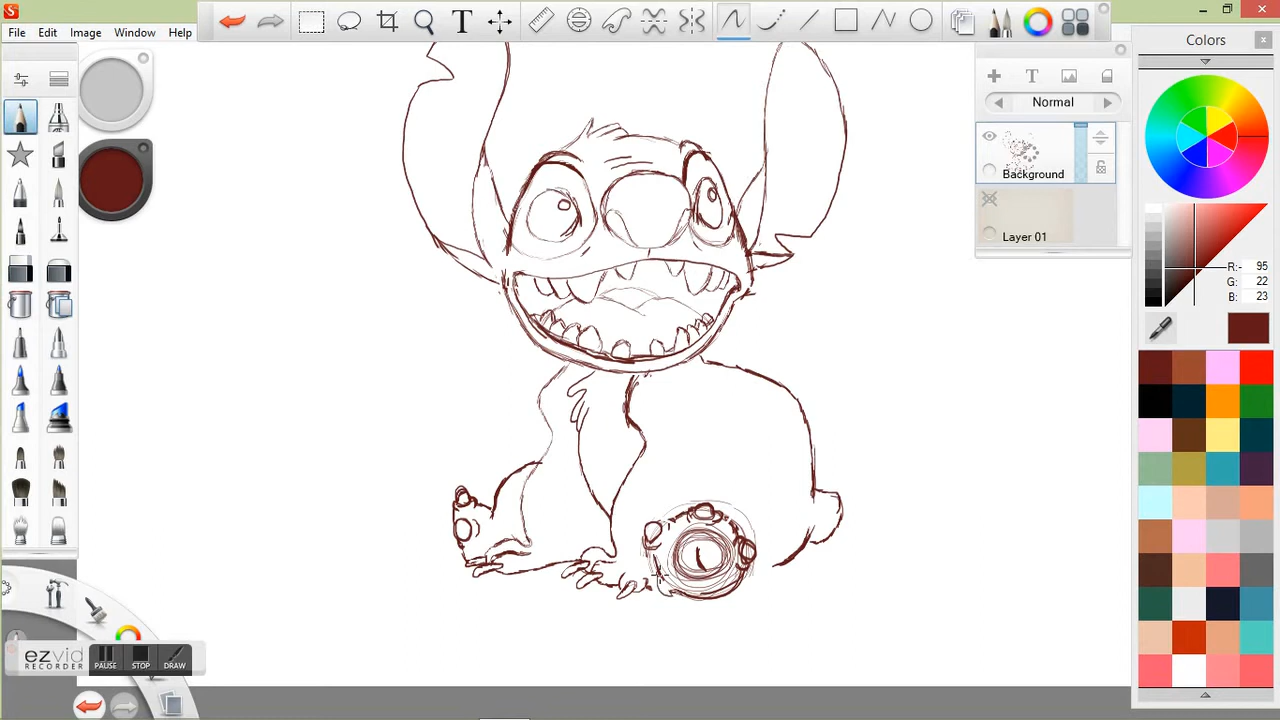 File Edit Image Window Help
T
Colors
T
Normal
Background
Layer 01
R: 95
G: 22
B: 23
ezvid
RECORDER
PAUSE STOP DRAW